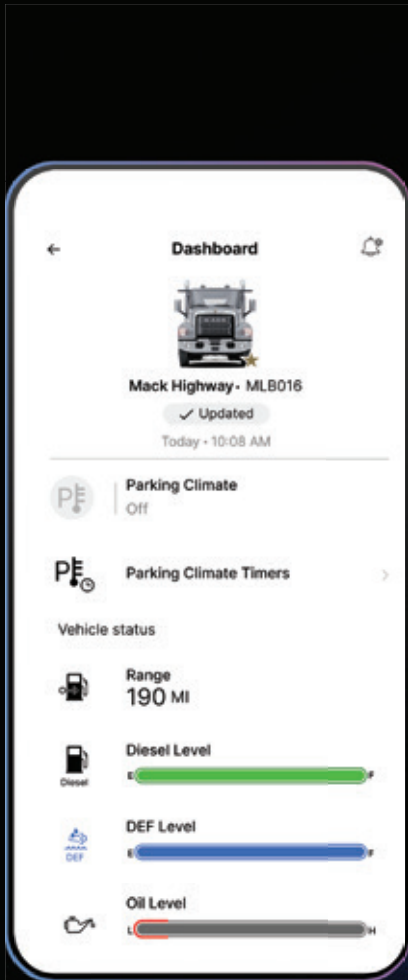 Dashboard
Mack Highway • MLB016
✓ Updated
Today • 10:08 AM
Parking Climate
Off
Parking Climate Timers
Vehicle status
Range
190 MI
Diesel Level
Diesel
E F
DEF Level
DEF
E F
Oil Level
L H